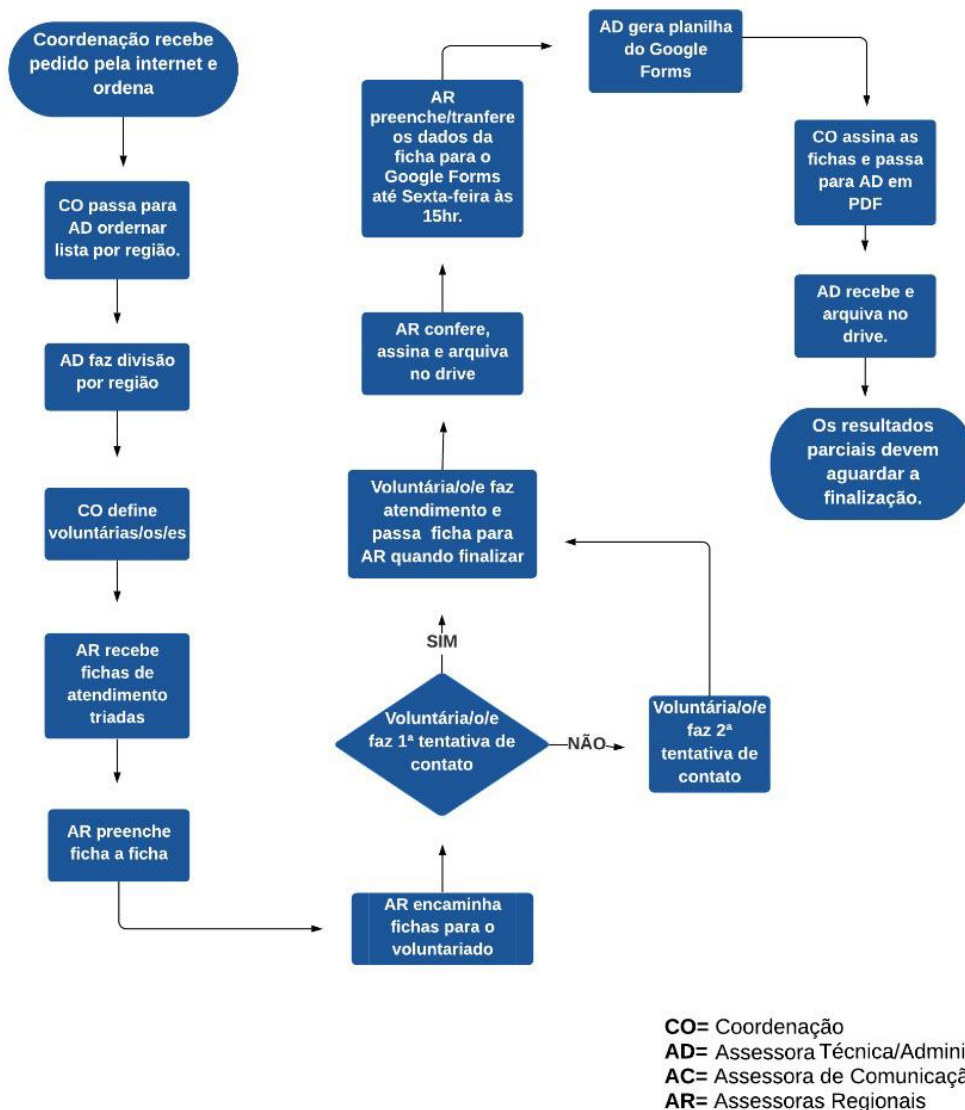 Coordenação recebe
pedido pela internet e
ordena
CO passa para
AD ordernar
lista por região.
AD faz divisão
por região
CO define
voluntárias/os/es
AR recebe
fichas de
atendimento
triadas
AR preenche
ficha a ficha
AR encaminha
fichas para o
voluntariado
Voluntária/o/e
faz 1ª tentativa de
contato
SIM
NÃO
Voluntária/o/e
faz 2ª
tentativa de
contato
Voluntária/o/e faz
atendimento e
passa ficha para
AR quando finalizar
AR confere,
assina e arquiva
no drive
AR
preenche/tranfere
os dados da
ficha para o
Google Forms
até Sexta-feira às
15hr.
AD gera planilha
do Google
Forms
CO assina as
fichas e passa
para AD em
PDF
AD recebe e
arquiva no
drive.
Os resultados
parciais devem
aguardar a
finalização.
CO= Coordenação
AD= Assessora Técnica/Admini
AC= Assessora de Comunicaçã
AR= Assessoras Regionais